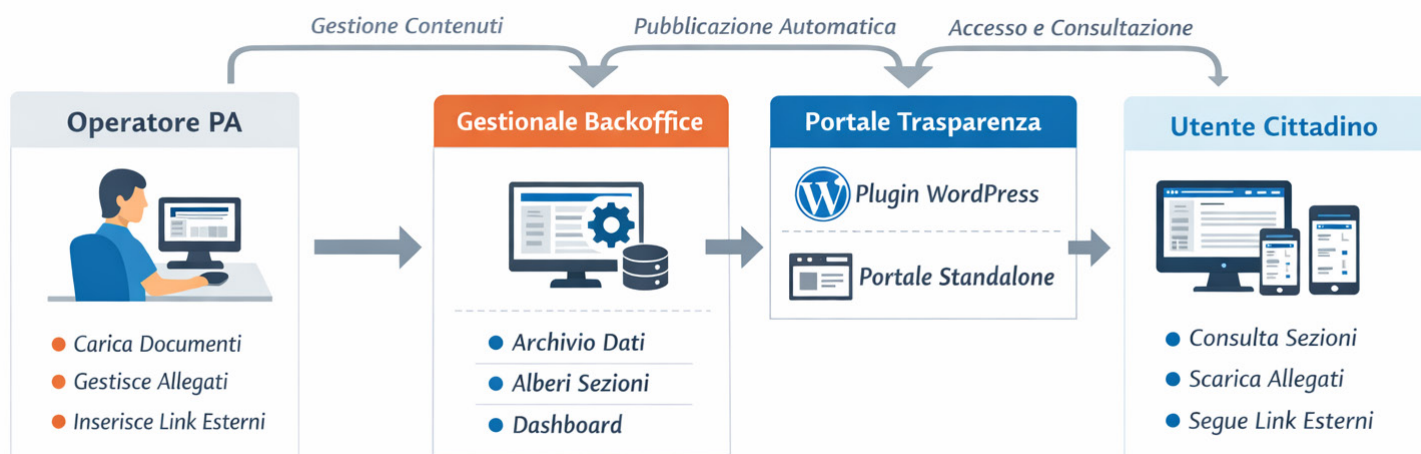 Gestione Contenuti
Pubblicazione Automatica
Accesso e Consultazione
Operatore PA
Carica Documenti
Gestisce Allegati
Inserisce Link Esterni
Gestionale Backoffice
Archivio Dati
Alberi Sezioni
Dashboard
Portale Trasparenza
Plugin WordPress
Portale Standalone
Utente Cittadino
Consulta Sezioni
Scarica Allegati
Segue Link Esterni